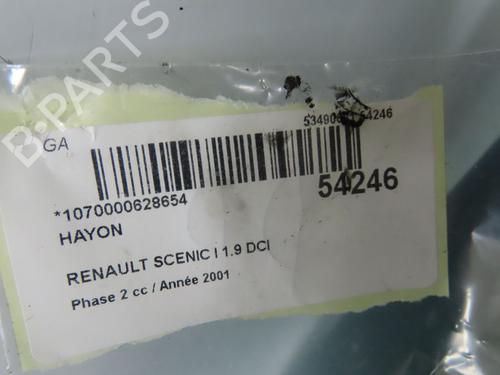 B-PARTS
GA
54246
*1070000628654
54246
HAYON
RENAULT SCENIC I 1.9 DCI
Phase 2 cc / Année 2001